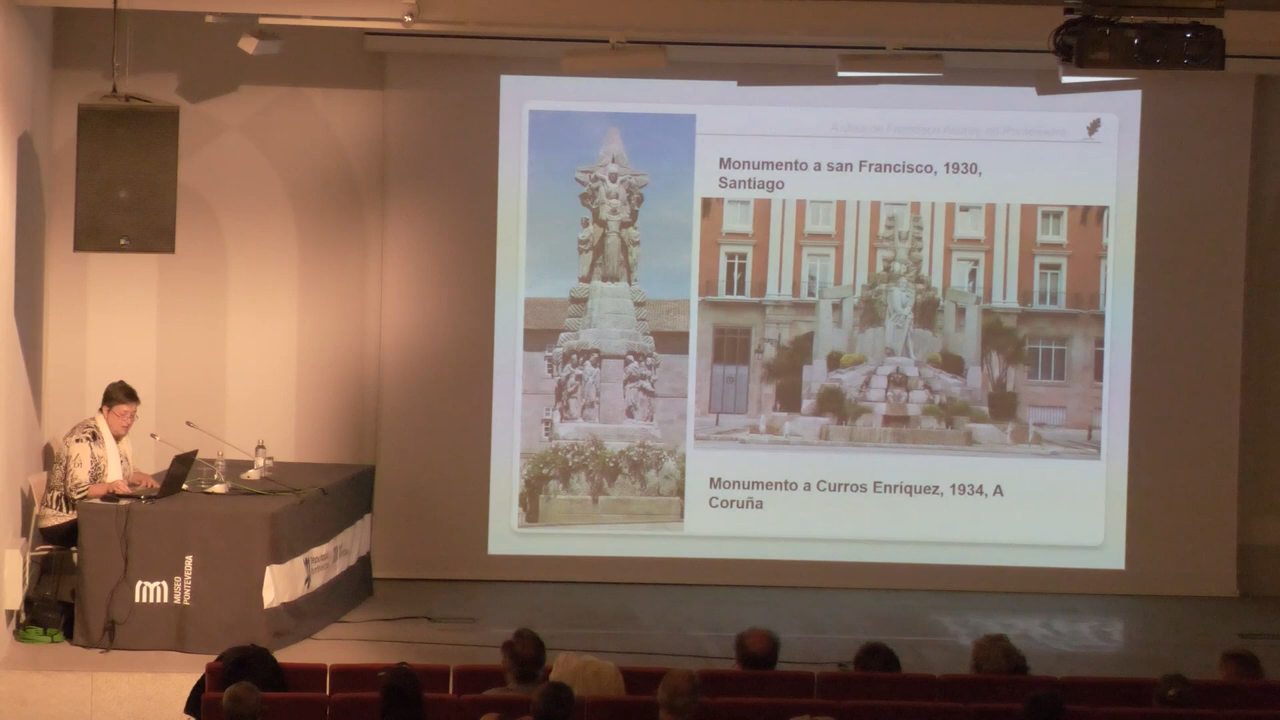 Monumento a san Francisco, 1930,
Santiago
Monumento a Curros Enríquez, 1934, A
Coruña
MUSEO
PONTEVEDRA